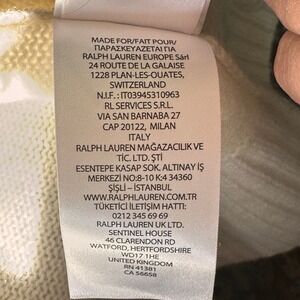 MADE FOR/FAIT POUR/
ΠΑΡΑΣΚΕΥΑΖΕΤΑΙ ΓΙΑ
RALPH LAUREN EUROPE Sàrl
24 ROUTE DE LA GALAISE
1228 PLAN-LES-OUATES,
SWITZERLAND
N.I.F.: IT03945310963
RL SERVICES S.R.L.
VIA SAN BARNABA 27
CAP 20122, MILAN
ITALY
RALPH LAUREN MAĞAZACILIK VE
TİC. LTD. ŞTİ
ESENTEPE KASAP SOK. ALTINAY İŞ
MERKEZİ NO:8-10 K:4 34360
ŞİŞLİ – İSTANBUL
WWW.RALPHLAUREN.COM.TR
TÜKETİCİ İLETİŞİM HATTI:
0212 345 69 69
RALPH LAUREN UK LTD.
SENTINEL HOUSE
46 CLARENDON RD
WATFORD, HERTFORDSHIRE
WD17 1HE
UNITED KINGDOM
RN 41381
CA 56658